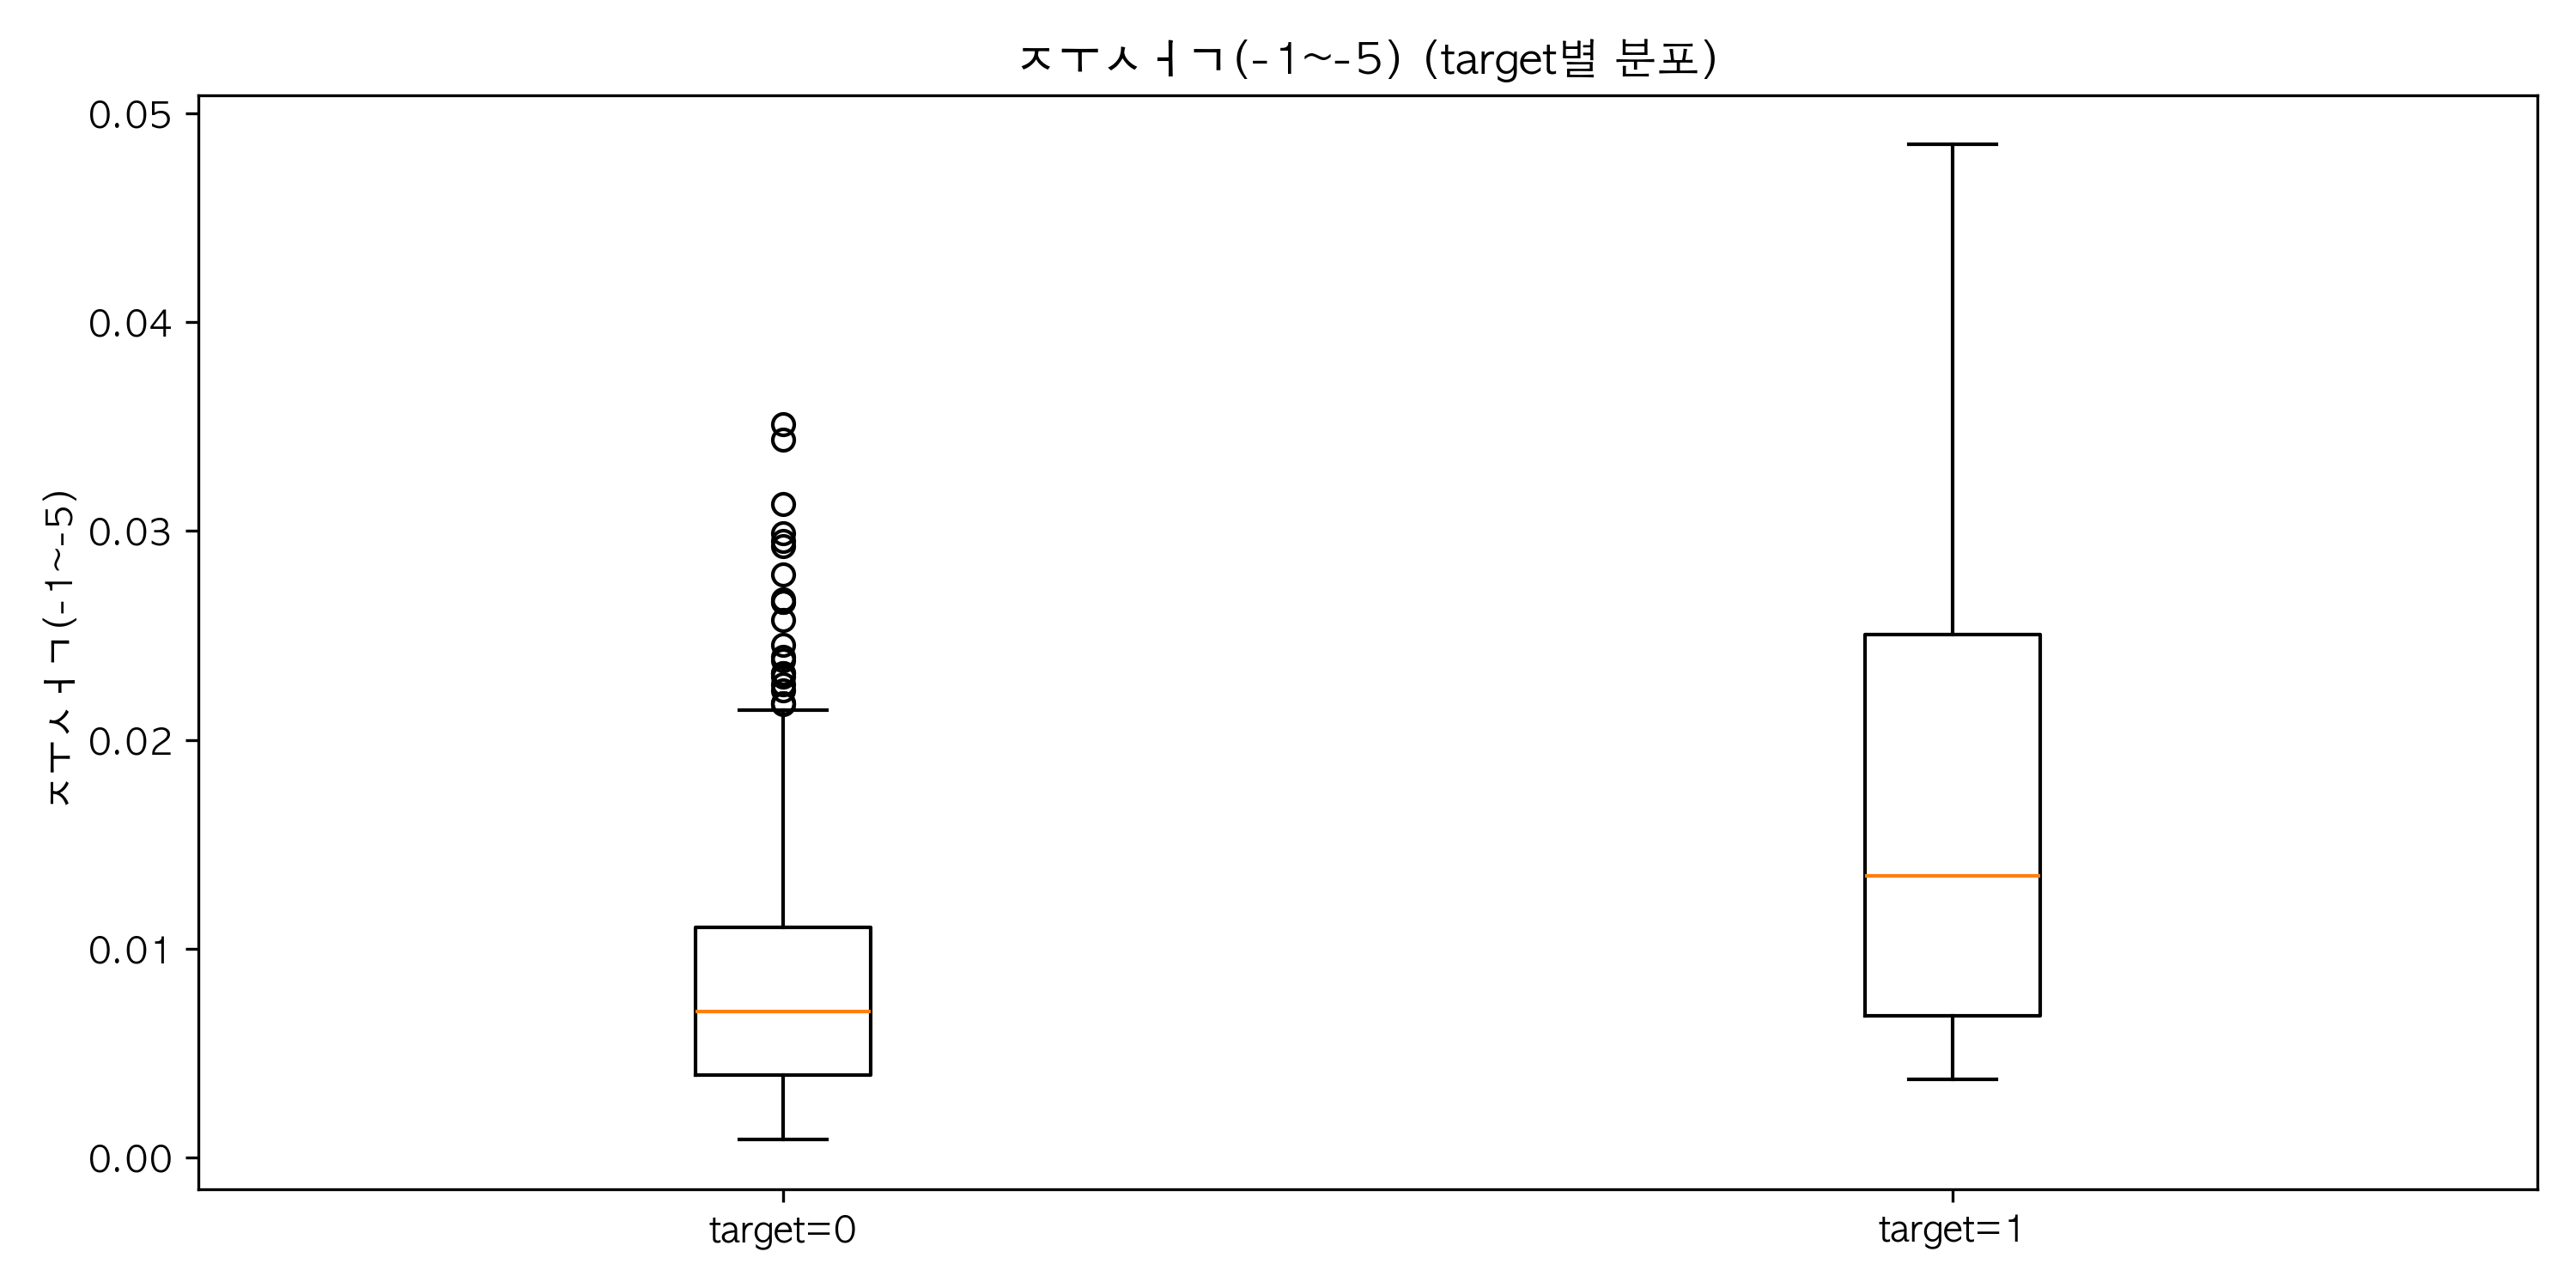 ㅈㅜㅅㅓㄱ(-1~-5) (target별 분포)
ㅈㅜㅅㅓㄱ(-1~-5)
0.05
0.04
0.03
0.02
0.01
0.00
target=0 target=1